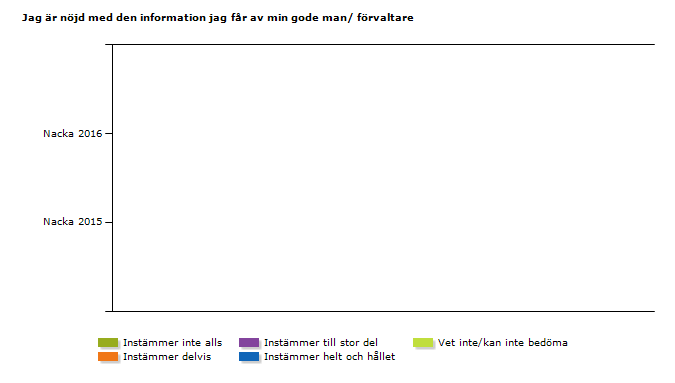 Jag är nöjd med den information jag får av min gode man/ förvaltare
Nacka 2016
Nacka 2015
Instämmer inte alls
Instämmer till stor del
Vet inte/kan inte bedöma
Instämmer delvis
Instämmer helt och hållet